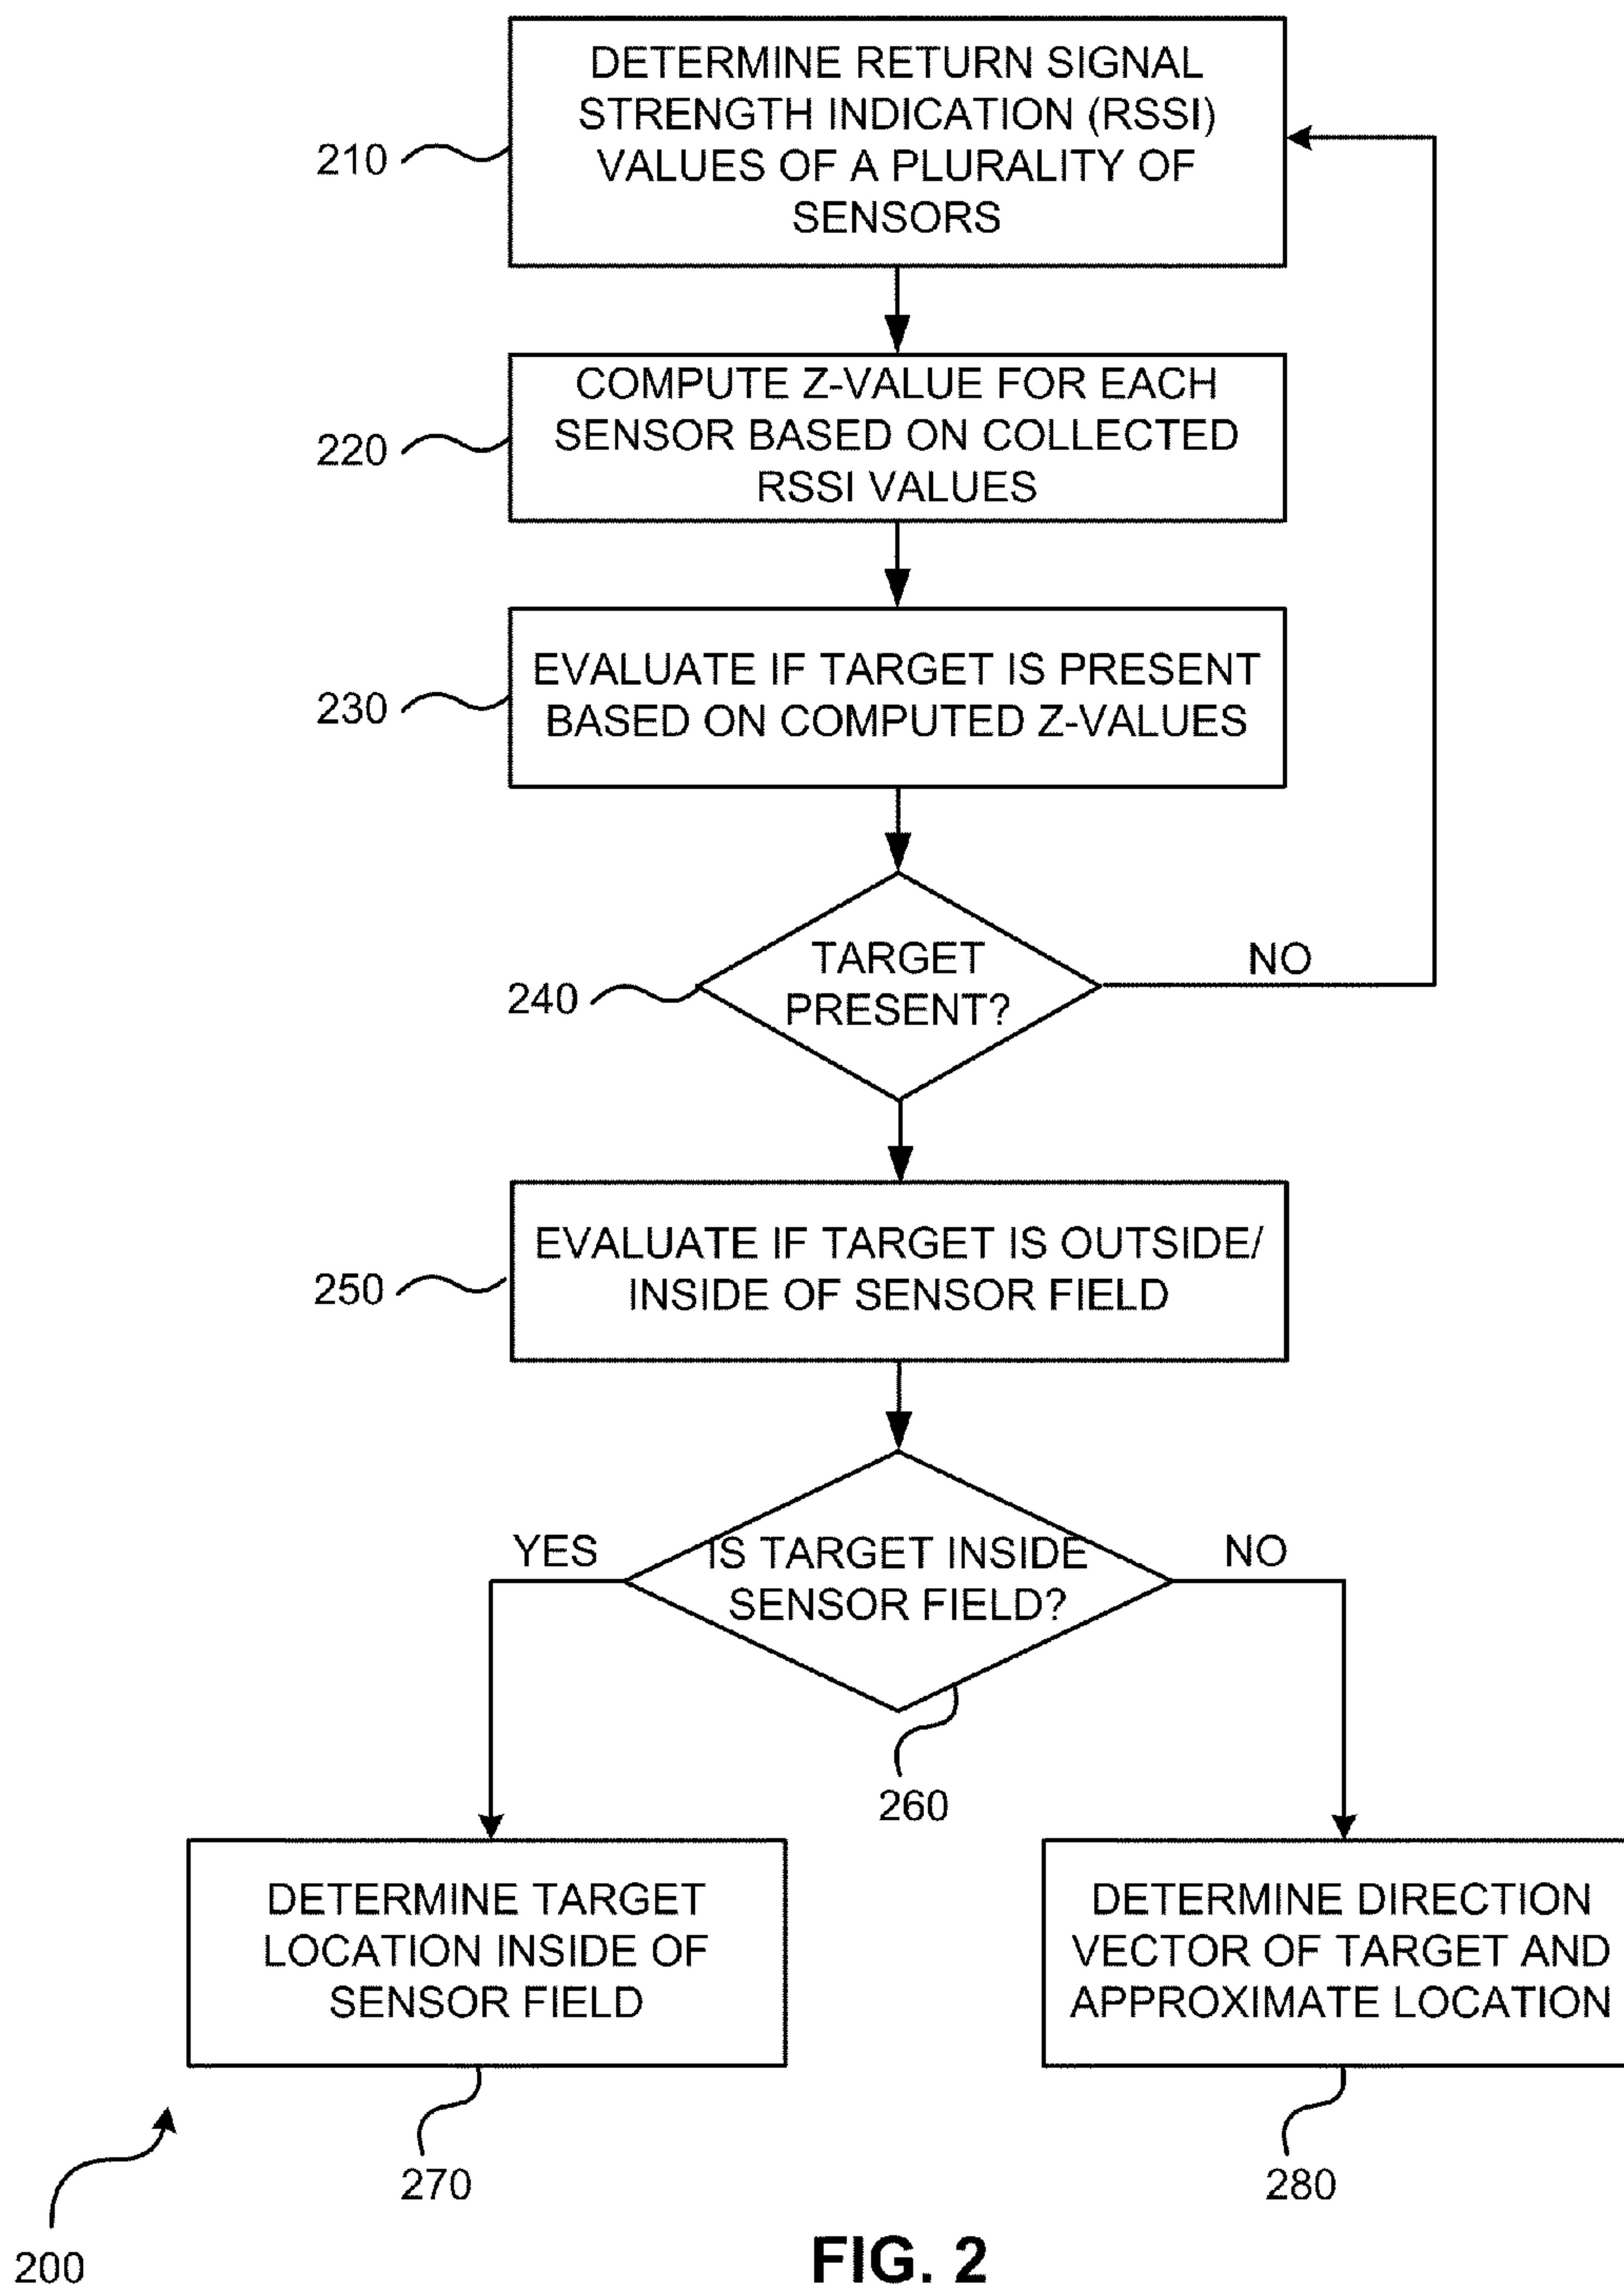 DETERMINE RETURN SIGNAL
STRENGTH INDICATION (RSSI)
VALUES OF A PLURALITY OF
SENSORS
210
COMPUTE Z-VALUE FOR EACH
SENSOR BASED ON COLLECTED
RSSI VALUES
220
EVALUATE IF TARGET IS PRESENT
BASED ON COMPUTED Z-VALUES
230
TARGET
PRESENT?
NO
240
EVALUATE IF TARGET IS OUTSIDE/
INSIDE OF SENSOR FIELD
250
YES
IS TARGET INSIDE
SENSOR FIELD?
NO
260
DETERMINE TARGET
LOCATION INSIDE OF
SENSOR FIELD
DETERMINE DIRECTION
VECTOR OF TARGET AND
APPROXIMATE LOCATION
270
280
200
FIG. 2